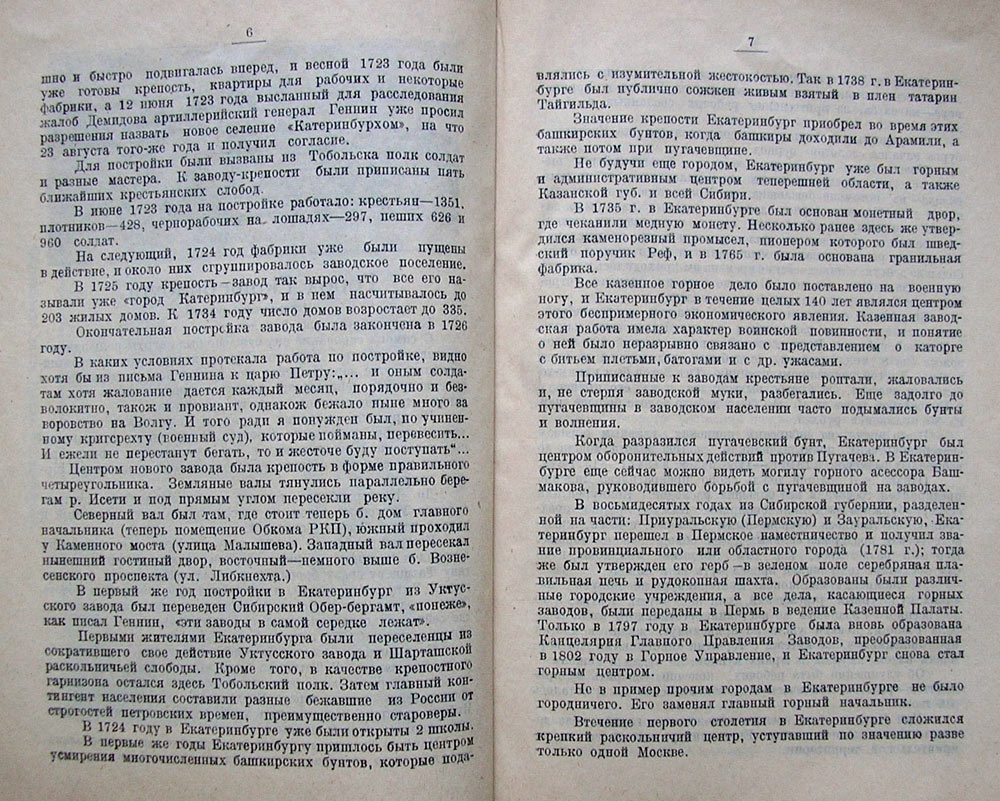 6
шно и быстро подвигалась вперед, и весной 1723 года были
уже готовы крепость, квартиры для рабочих и некоторые
фабрики, а 12 июня 1723 года высланный для расследования
жалоб Демидова артиллерийский генерал Геннин уже просил
разрешения назвать новое селение «Катеринбурхом», на что
23 августа того-же года и получил согласие.
Для постройки были вызваны из Тобольска полк солдат
и разные мастера. К заводу-крепости были приписаны пять
ближайших крестьянских слобод.
В июне 1723 года на постройке работало: крестьян—1351,
плотников—428, чернорабочих на лошадях—297, пеших 626 и
960 солдат.
На следующий, 1724 год фабрики уже были пущены
в действие, и около них сгруппировалось заводское поселение.
В 1725 году крепость—завод так вырос, что все его на-
зывали уже «город Катеринбург», и в нем насчитывалось до
203 жилых домов. К 1734 году число домов возростает до 335.
Окончательная постройка завода была закончена в 1726
году.
В каких условиях протекала работа по постройке, видно
хотя бы из письма Геннина к царю Петру:„... и оным солда-
там хотя жалование дается каждый месяц, порядочно и без-
волокитно, також и провиант, однакож бежало ныне много за
воровство на Волгу. И того ради я понужден был, по учинен-
ному кригсрехту (военный суд), которые пойманы, перевесить...
И ежели не перестанут бегать, то и жесточе буду поступать“...
Центром нового завода была крепость в форме правильного
четыреугольника. Земляные валы тянулись параллельно бере-
гам р. Исети и под прямым углом пересекли реку.
Северный вал был там, где стоит теперь б. дом главного
начальника (теперь помещение Обкома РКП), южный проходил
у Каменного моста (улица Малышева). Западный вал пересекал
нынешний гостиный двор, восточный—немного выше б. Возне-
сенского проспекта (ул. Либкнехта.)
В первый же год постройки в Екатеринбург из Уктус-
ского завода был переведен Сибирский Обер-бергамт, «понеже»,
как писал Геннин, «эти заводы в самой середке лежат».
Первыми жителями Екатеринбурга были переселенцы из
сократившего свое действие Уктусского завода и Шарташской
раскольничьей слободы. Кроме того, в качестве крепостного
гарнизона остался здесь Тобольский полк. Затем главный кон-
тингент населения составили разные бежавшие из России от
строгостей петровских времен, преимущественно староверы.
В 1724 году в Екатеринбурге уже были открыты 2 школы.
В первые же годы Екатеринбургу пришлось быть центром
усмирения многочисленных башкирских бунтов, которые пода-
7
влялись с изумительной жестокостью. Так в 1738 г. в Екатерин-
бурге был публично сожжен живым взятый в плен татарин
Тайгильда.
Значение крепости Екатеринбург приобрел во время этих
башкирских бунтов, когда башкиры доходили до Арамили, а
также потом при пугачевщине.
Не будучи еще городом, Екатеринбург уже был горным
и административным центром теперешней области, а также
Казанской губ. и всей Сибири.
В 1735 г. в Екатеринбурге был основан монетный двор,
где чеканили медную монету. Несколько ранее здесь же утвер-
дился каменорезный промысел, пионером которого был швед-
ский поручик Реф, и в 1765 г. была основана гранильная
фабрика.
Все казенное горное дело было поставлено на военную
ногу, и Екатеринбург в течение целых 140 лет являлся центром
этого беспримерного экономического явления. Казенная завод-
ская работа имела характер воинской повинности, и понятие
о ней было неразрывно связано с представлением о каторге
с битьем плетьми, батогами и с др. ужасами.
Приписанные к заводам крестьяне роптали, жаловались
и, не стерпя заводской муки, разбегались. Еще задолго до
пугачевщины в заводском населении часто подымались бунты
и волнения.
Когда разразился пугачевский бунт, Екатеринбург был
центром оборонительных действий против Пугачева. В Екатерин-
бурге еще сейчас можно видеть могилу горного асессора Баш-
макова, руководившего борьбой с пугачевщиной на заводах.
В восьмидесятых годах из Сибирской губернии, разделен-
ной на части: Приуральскую (Пермскую) и Зауральскую, Ека-
теринбург перешел в Пермское наместничество и получил зва-
ние провинциального или областного города (1781 г.); тогда
же был утвержден его герб—в зеленом поле серебряная пла-
вильная печь и рудокопная шахта. Образованы были различ-
ные городские учреждения, а все дела, касающиеся горных
заводов, были переданы в Пермь в ведение Казенной Палаты.
Только в 1797 году в Екатеринбурге была вновь образована
Канцелярия Главного Правления Заводов, преобразованная
в 1802 году в Горное Управление, и Екатеринбург снова стал
горным центром.
Не в пример прочим городам в Екатеринбурге не было
городничего. Его заменял главный горный начальник.
Втечение первого столетия в Екатеринбурге сложился
крепкий раскольничий центр, уступавший по значению разве
только одной Москве.